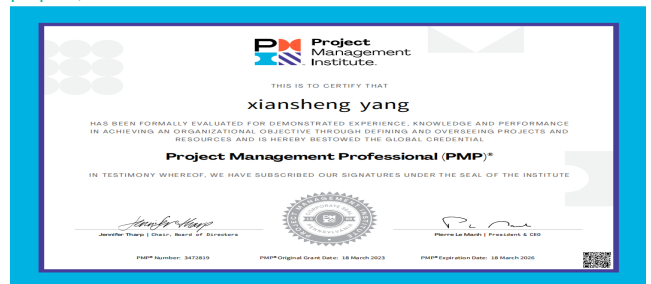 Project
Management
Institute.
THIS IS TO CERTIFY THAT
xiansheng yang
HAS BEEN FORMALLY EVALUATED FOR DEMONSTRATED EXPERIENCE, KNOWLEDGE AND PERFORMANCE
IN ACHIEVING AN ORGANIZATIONAL OBJECTIVE THROUGH DEFINING AND OVERSEEING PROJECTS AND
RESOURCES AND IS HEREBY BESTOWED THE GLOBAL CREDENTIAL
Project Management Professional (PMP)®
IN TESTIMONY WHEREOF, WE HAVE SUBSCRIBED OUR SIGNATURES UNDER THE SEAL OF THE INSTITUTE
Jennifer Tharp | Chair, Board of Directors
Pierre Le Manh | President & CEO
PMP® Number: 3472819
PMP® Original Grant Date: 18 March 2023
PMP® Expiration Date: 18 March 2026